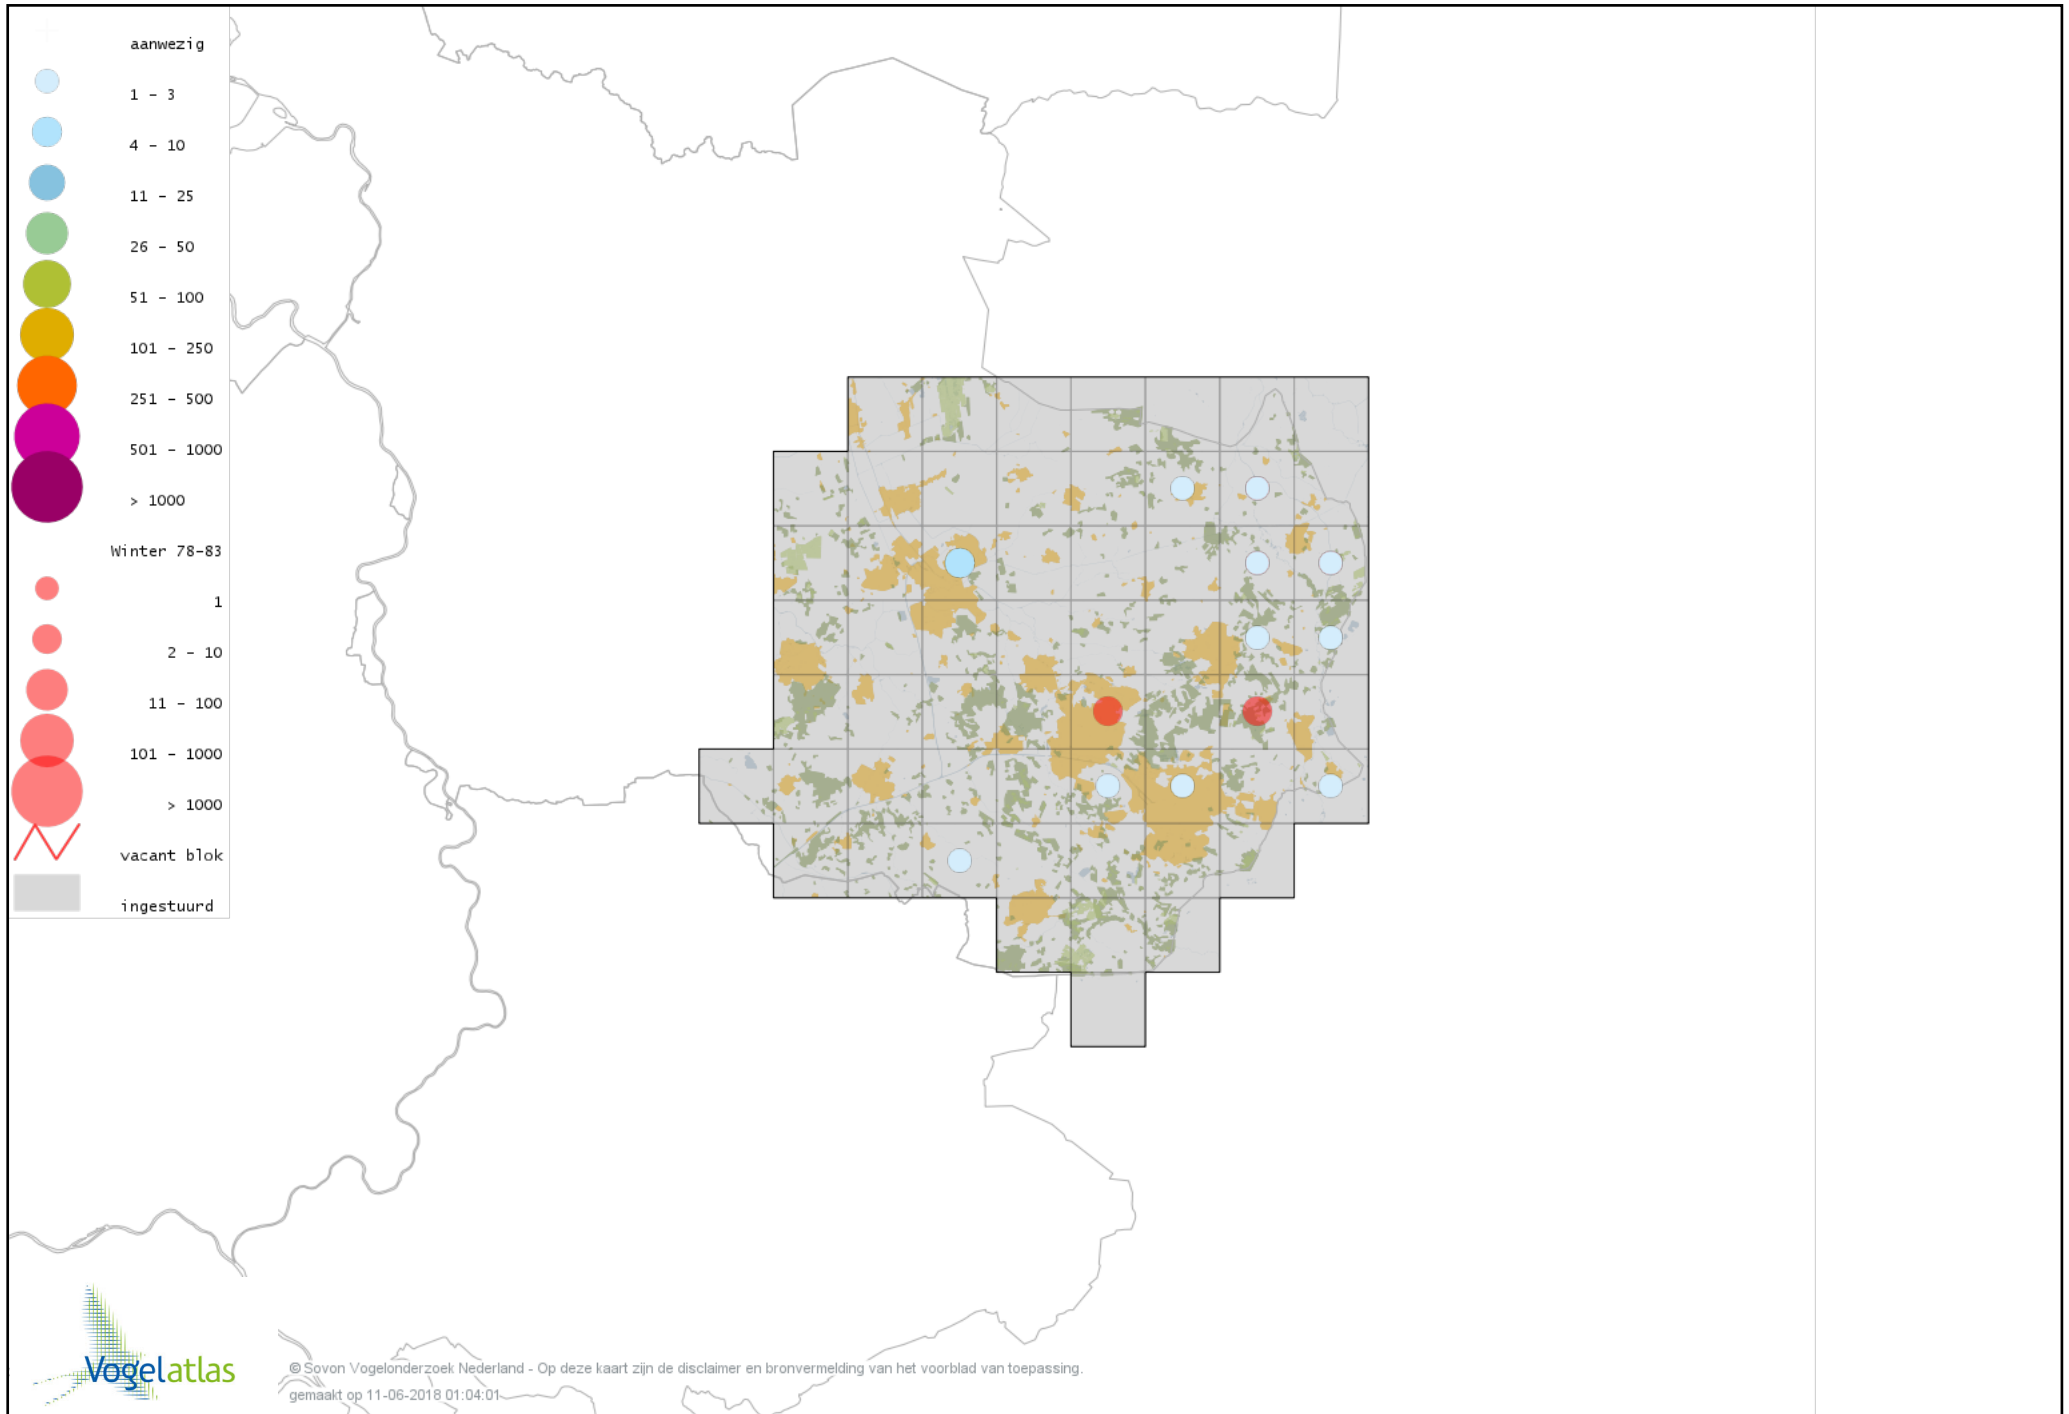 aanwezig
1 - 3
4 - 10
11 - 25
26 - 50
51 - 100
101 - 250
251 - 500
501 - 1000
> 1000
Winter 78-83
1
2 - 10
11 - 100
101 - 1000
> 1000
vacant blok
ingestuurd
Vogelatlas
© Sovon Vogelonderzoek Nederland - Op deze kaart zijn de disclaimer en bronvermelding van het voorblad van toepassing.
gemaakt op 11-06-2018 01:04:01